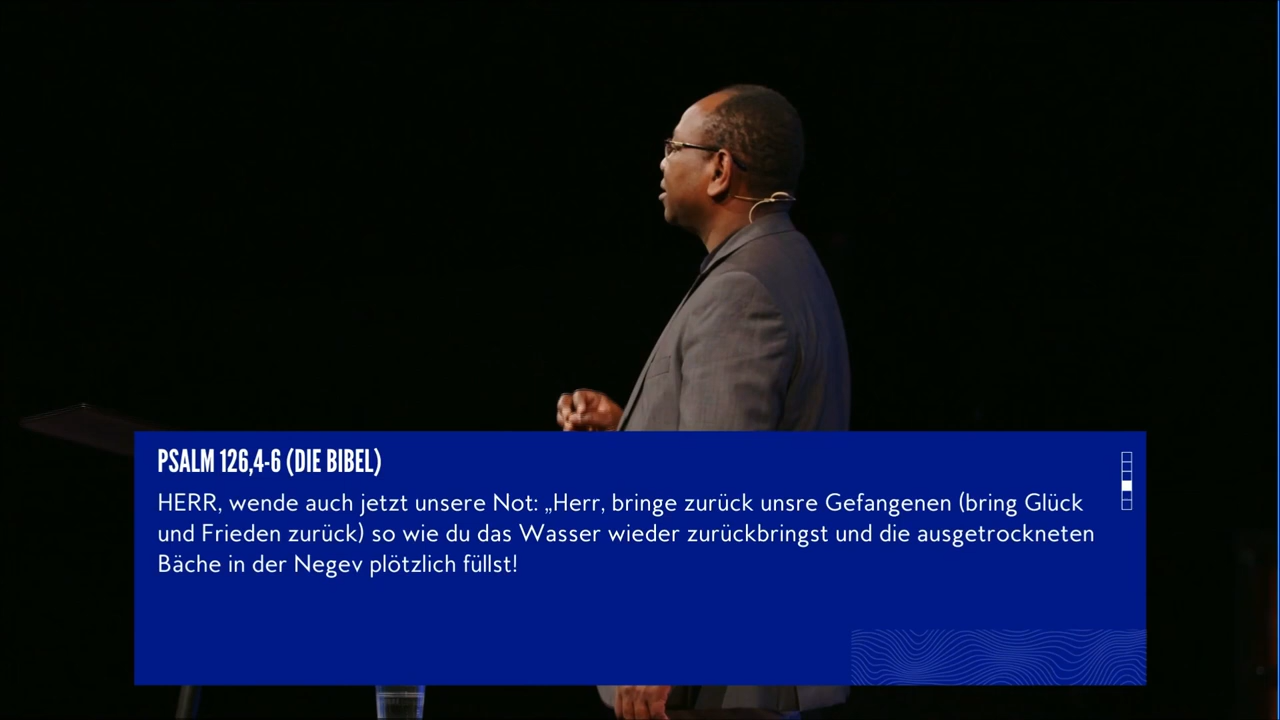 PSALM 126,4-6 (DIE BIBEL)
HERR, wende auch jetzt unsere Not: „Herr, bringe zurück unsre Gefangenen (bring Glück
und Frieden zurück) so wie du das Wasser wieder zurückbringst und die ausgetrockneten
Bäche in der Negev plötzlich füllst!